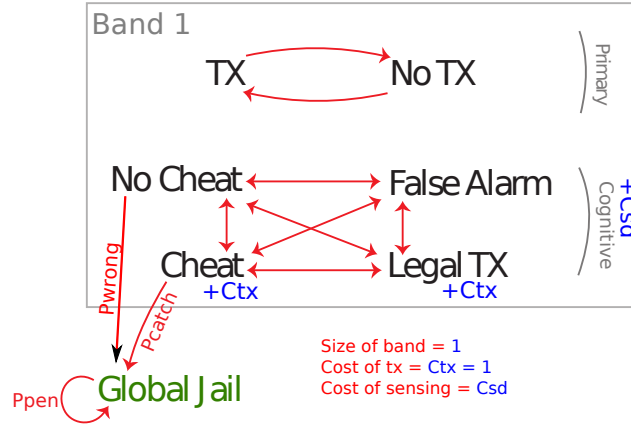 Band 1
TX
No TX
Primary
No Cheat
False Alarm
Cheat
+Ctx
Legal TX
+Ctx
Cognitive
+Csd
Pwrong
Pcatch
Global Jail
Ppen
Size of band = 1
Cost of tx = Ctx = 1
Cost of sensing = Csd